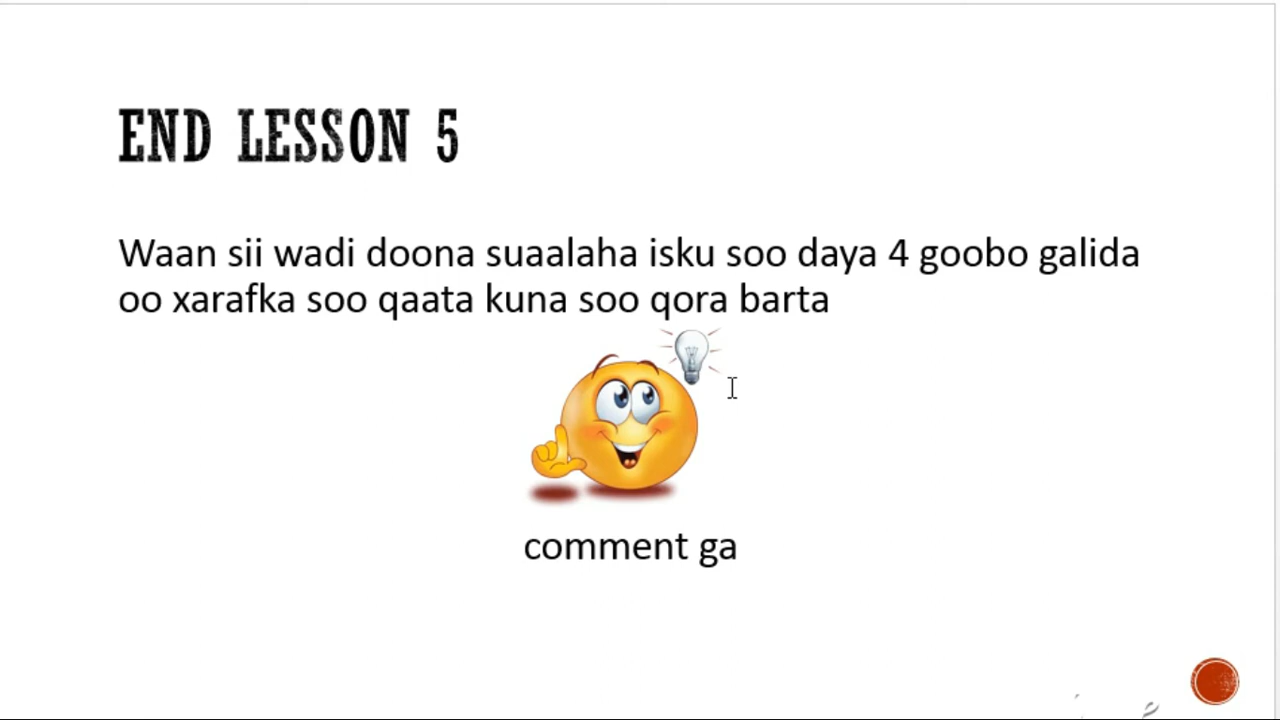 END LESSON 5
Waan sii wadi doona suaalaha isku soo daya 4 goobo galida
oo xarafka soo qaata kuna soo qora barta
comment ga